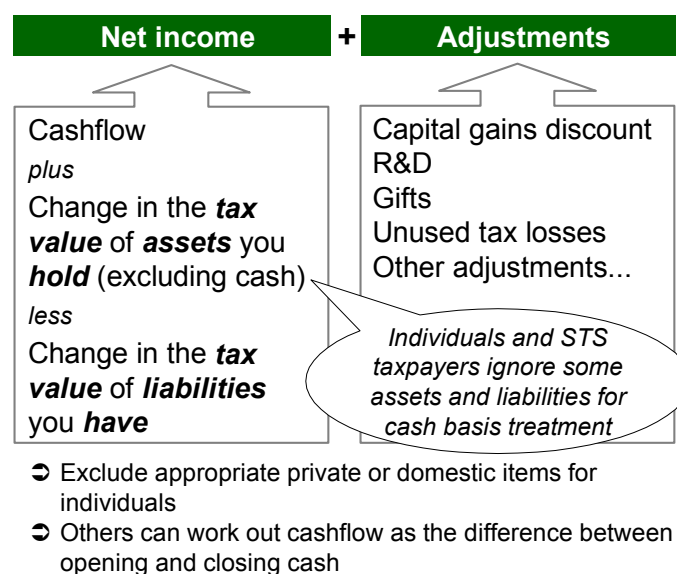 Net income + Adjustments
Cashflow
plus
Change in the tax
value of assets you
hold (excluding cash)
less
Change in the tax
value of liabilities
you have
Capital gains discount
R&D
Gifts
Unused tax losses
Other adjustments...
Individuals and STS
taxpayers ignore some
assets and liabilities for
cash basis treatment
➲ Exclude appropriate private or domestic items for
individuals
➲ Others can work out cashflow as the difference between
opening and closing cash